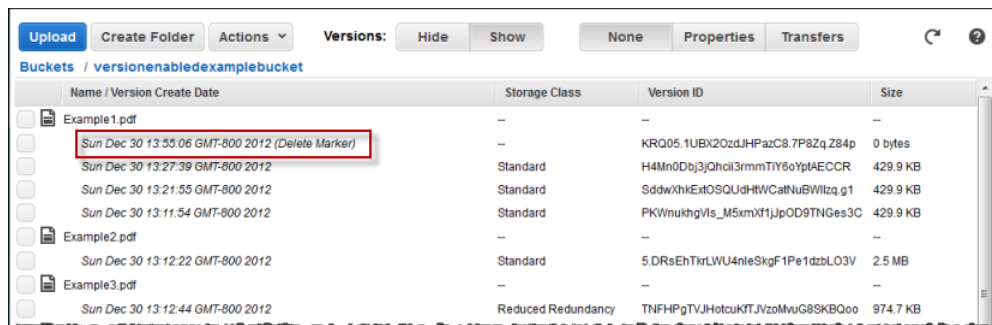 Upload Create Folder Actions Versions: Hide Show None Properties Transfers
Buckets / versionenabledexamplebucket
Name / Version Create Date Storage Class Version ID Size
Example1.pdf -- -- --
Sun Dec 30 13:55:06 GMT-800 2012 (Delete Marker) -- KRQ05.1UBX2OzdJHPazC8.7P8Zq.Z84p 0 bytes
Sun Dec 30 13:27:39 GMT-800 2012 Standard H4Mn0Dbj3jQhcii3rmmTiY6oYptAECCR 429.9 KB
Sun Dec 30 13:21:55 GMT-800 2012 Standard SddwXhkExtOSQUdHtWCatNuBWIlzq.g1 429.9 KB
Sun Dec 30 13:11:54 GMT-800 2012 Standard PKWnukhgVIs_M5xmXf1jJpOD9TNGes3C 429.9 KB
Example2.pdf -- -- --
Sun Dec 30 13:12:22 GMT-800 2012 Standard 5.DRsEhTkrLWU4nIeSkgF1Pe1dzbLO3V 2.5 MB
Example3.pdf -- -- --
Sun Dec 30 13:12:44 GMT-800 2012 Reduced Redundancy TNFHPgTVJHotcuKfTJVzoMvuG8SKBQoo 974.7 KB